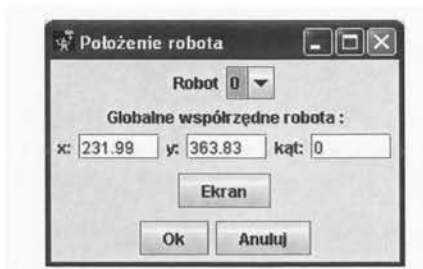 Położenie robota
Robot 0
Globalne współrzędne robota :
x: 231.99 y: 363.83 kąt: 0
Ekran
Ok Anuluj